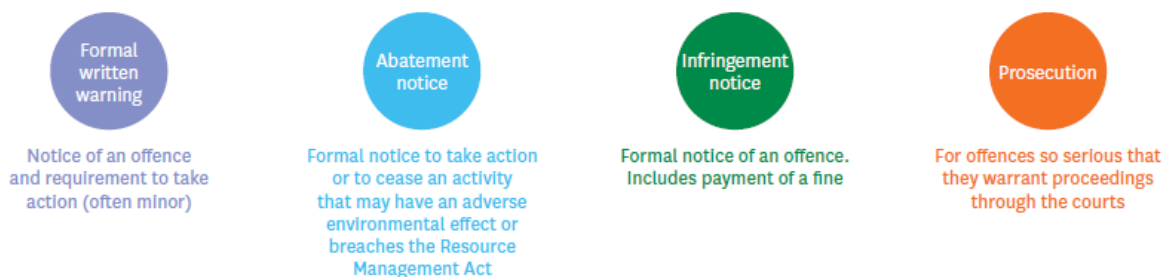 Formal
written
warning
Notice of an offence
and requirement to take
action (often minor)
Abatement
notice
Formal notice to take action
or to cease an activity
that may have an adverse
environmental effect or
breaches the Resource
Management Act
Infringement
notice
Formal notice of an offence.
Includes payment of a fine
Prosecution
For offences so serious that
they warrant proceedings
through the courts